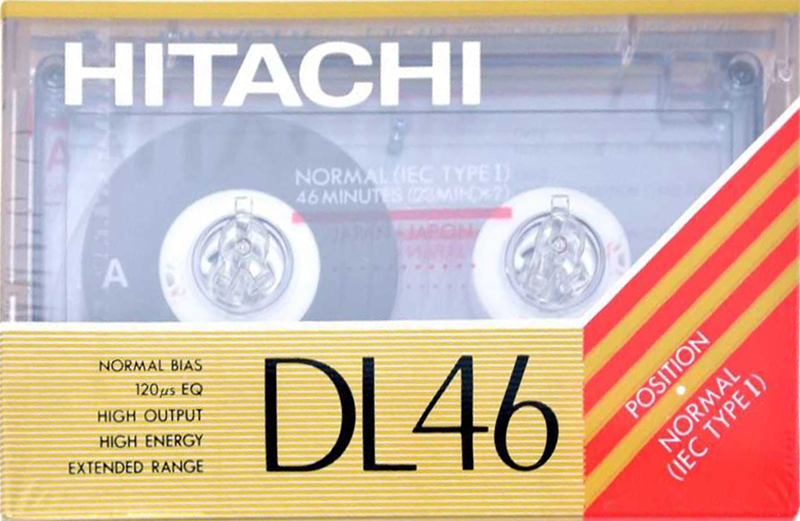 HITACHI
NORMAL (IEC TYPE I)
46 MINUTES (23MIN.×2)
JAPAN • JAPON
JAPAN
A
A
NORMAL BIAS
120μs EQ
HIGH OUTPUT
HIGH ENERGY
EXTENDED RANGE
DL46
POSITION
NORMAL
(IEC TYPE I)